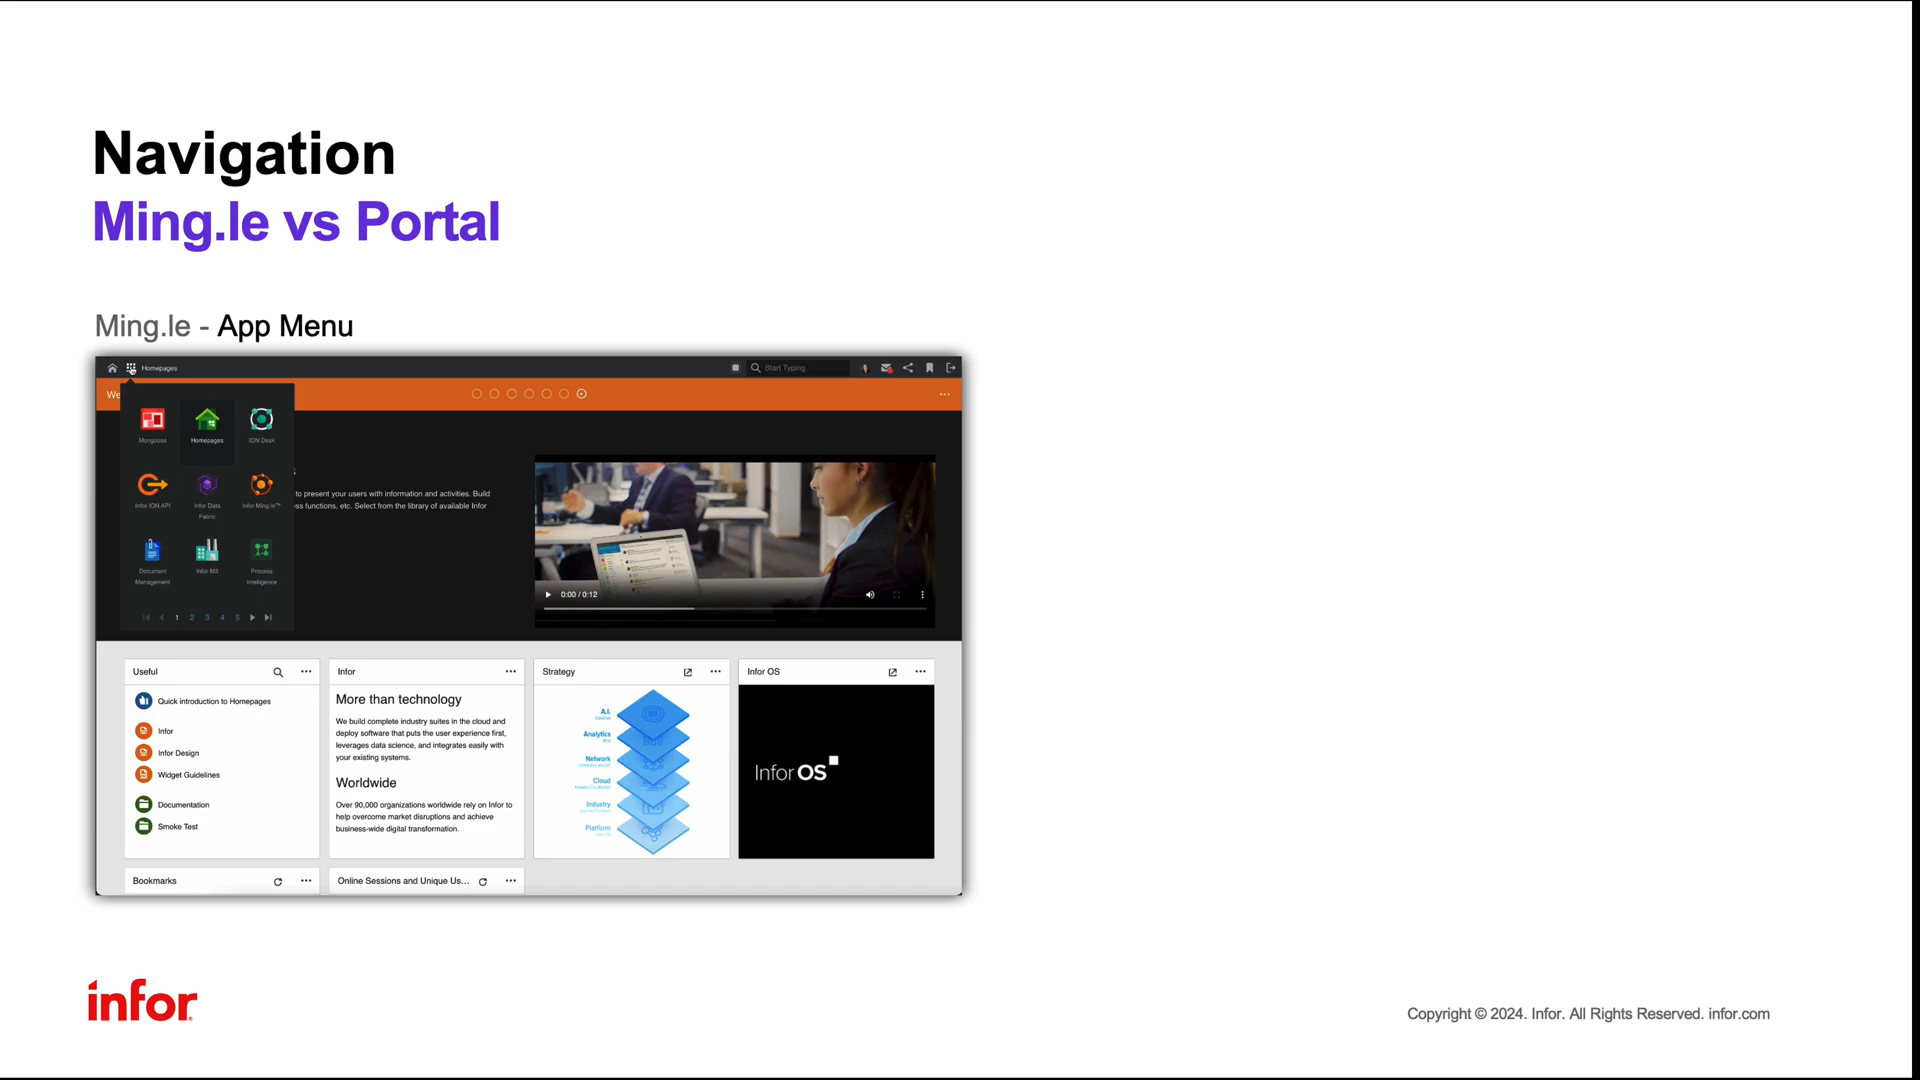 Navigation
Ming.le vs Portal
Ming.le - App Menu
Homepages
Start Typing
We
Mongoose
Homepages
ION Desk
Infor ION API
Infor Data
Fabric
Infor Ming.le™
Document
Management
Infor M3
Process
Intelligence
1 2 3 4 5
s
to present your users with information and activities. Build
ss functions, etc. Select from the library of available Infor
0:00 / 0:12
Useful
Quick introduction to Homepages
Infor
Infor Design
Widget Guidelines
Documentation
Smoke Test
Infor
More than technology
We build complete industry suites in the cloud and
deploy software that puts the user experience first,
leverages data science, and integrates easily with
your existing systems.
Worldwide
Over 90,000 organizations worldwide rely on Infor to
help overcome market disruptions and achieve
business-wide digital transformation.
Strategy
A.I.
Coleman
Analytics
Birst
Network
Cloud
Industry
Platform
Infor OS
Infor OS
Bookmarks
Online Sessions and Unique Us...
infor
Copyright © 2024. Infor. All Rights Reserved. infor.com